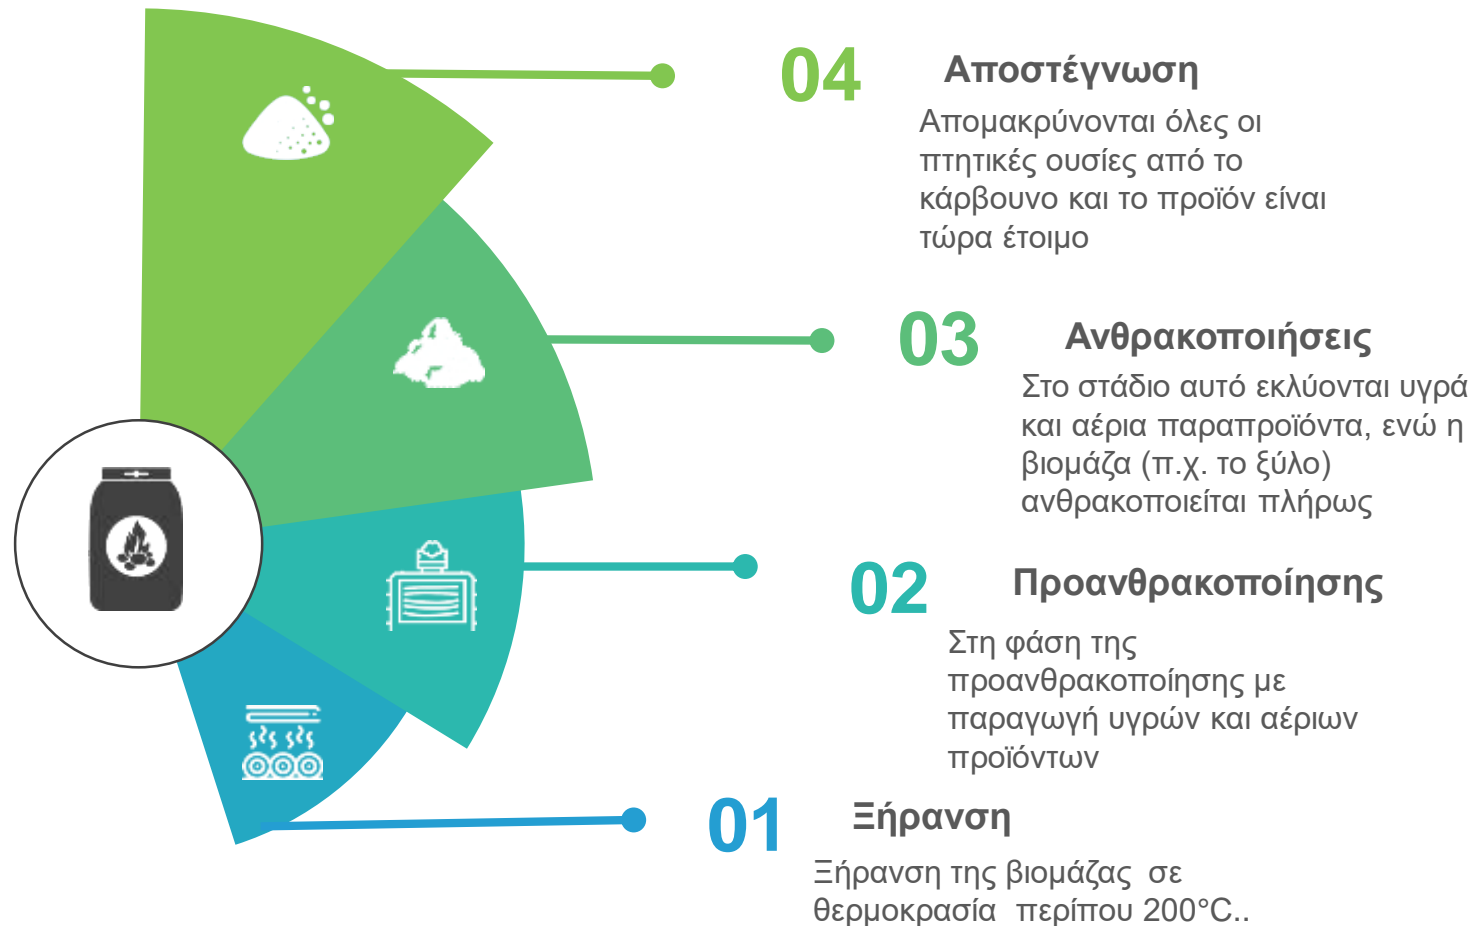 04
Αποστέγνωση
Απομακρύνονται όλες οι
πτητικές ουσίες από το
κάρβουνο και το προϊόν είναι
τώρα έτοιμο
03
Ανθρακοποιήσεις
Στο στάδιο αυτό εκλύονται υγρά
και αέρια παραπροϊόντα, ενώ η
βιομάζα (π.χ. το ξύλο)
ανθρακοποιείται πλήρως
02
Προανθρακοποίησης
Στη φάση της
προανθρακοποίησης με
παραγωγή υγρών και αέριων
προϊόντων
01
Ξήρανση
Ξήρανση της βιομάζας  σε
θερμοκρασία  περίπου 200°C..